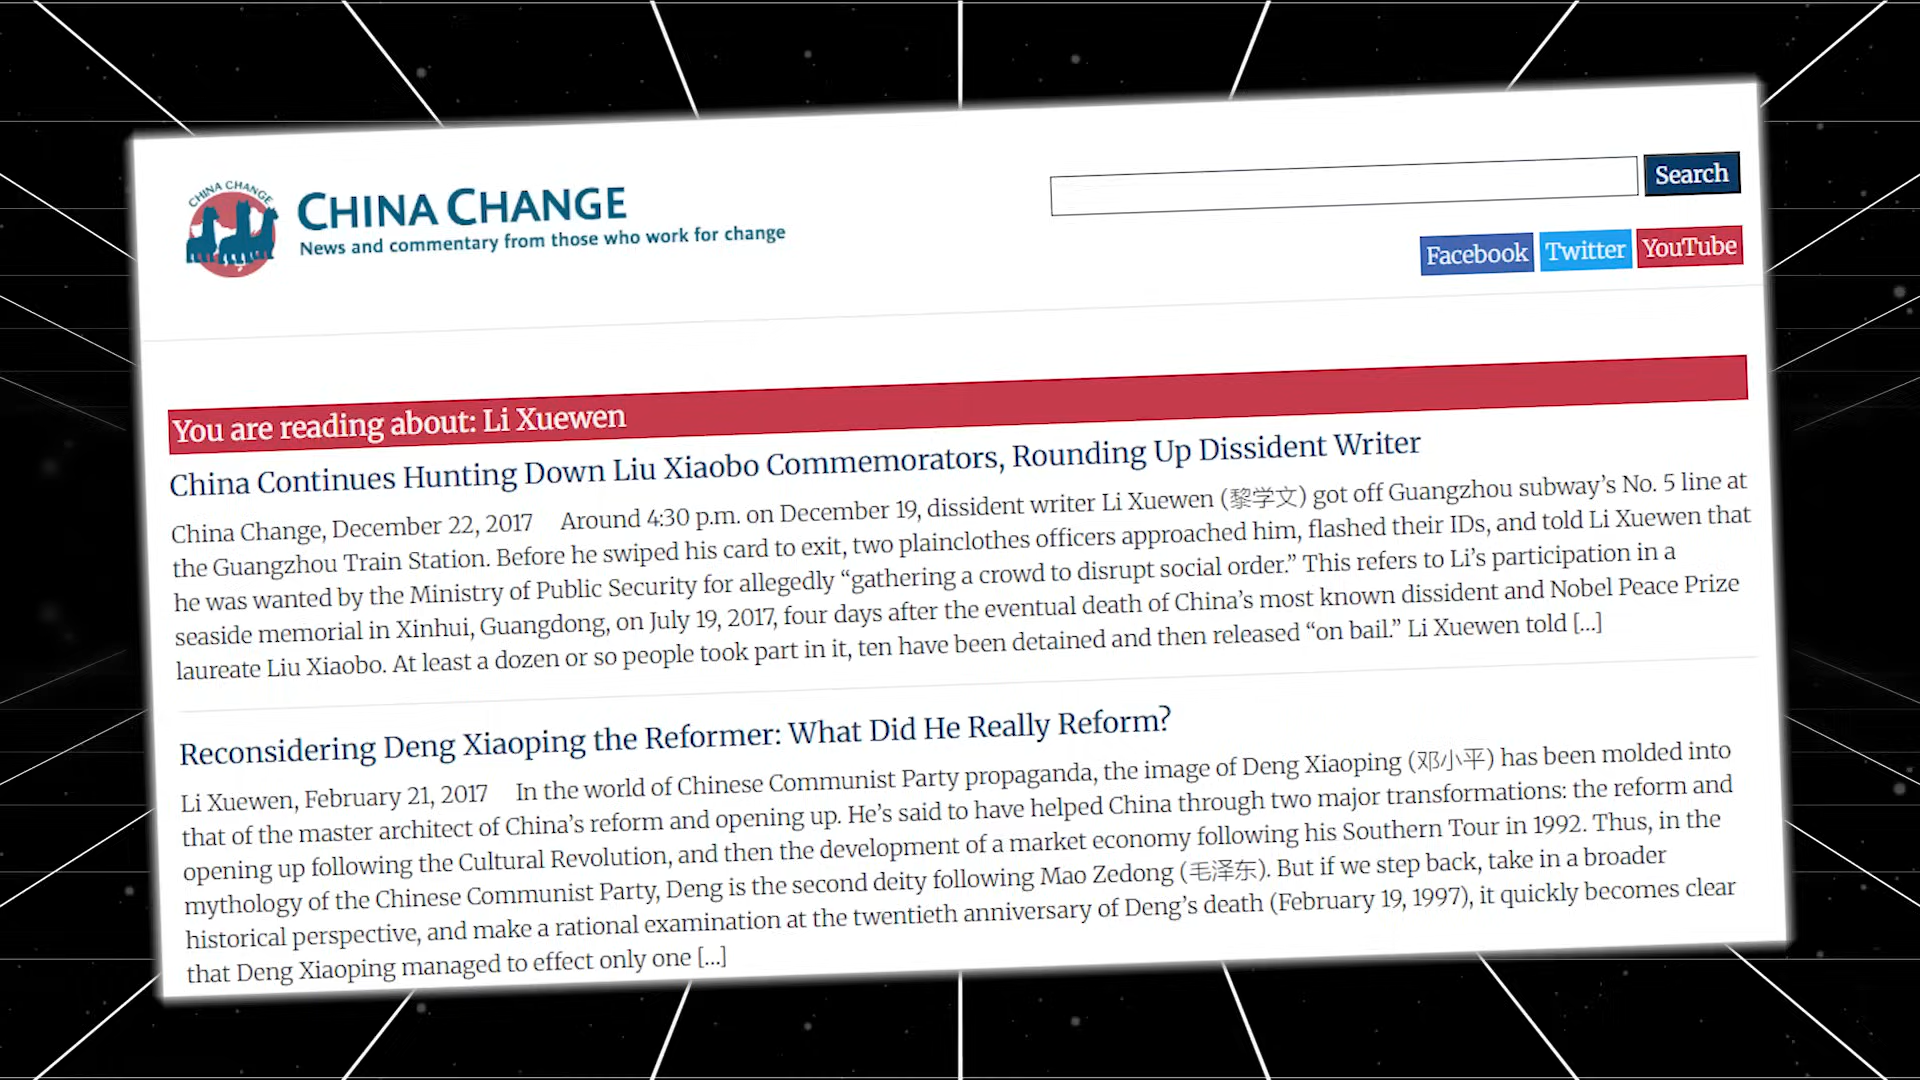 CHINA CHANGE
CHINA CHANGE
News and commentary from those who work for change
Search
Facebook Twitter YouTube
You are reading about: Li Xuewen
China Continues Hunting Down Liu Xiaobo Commemorators, Rounding Up Dissident Writer
China Change, December 22, 2017 Around 4:30 p.m. on December 19, dissident writer Li Xuewen (黎学文) got off Guangzhou subway’s No. 5 line at
the Guangzhou Train Station. Before he swiped his card to exit, two plainclothes officers approached him, flashed their IDs, and told Li Xuewen that
he was wanted by the Ministry of Public Security for allegedly “gathering a crowd to disrupt social order.” This refers to Li’s participation in a
seaside memorial in Xinhui, Guangdong, on July 19, 2017, four days after the eventual death of China’s most known dissident and Nobel Peace Prize
laureate Liu Xiaobo. At least a dozen or so people took part in it, ten have been detained and then released “on bail.” Li Xuewen told [...]
Reconsidering Deng Xiaoping the Reformer: What Did He Really Reform?
Li Xuewen, February 21, 2017 In the world of Chinese Communist Party propaganda, the image of Deng Xiaoping (邓小平) has been molded into
that of the master architect of China’s reform and opening up. He’s said to have helped China through two major transformations: the reform and
opening up following the Cultural Revolution, and then the development of a market economy following his Southern Tour in 1992. Thus, in the
mythology of the Chinese Communist Party, Deng is the second deity following Mao Zedong (毛泽东). But if we step back, take in a broader
historical perspective, and make a rational examination at the twentieth anniversary of Deng’s death (February 19, 1997), it quickly becomes clear
that Deng Xiaoping managed to effect only one [...]